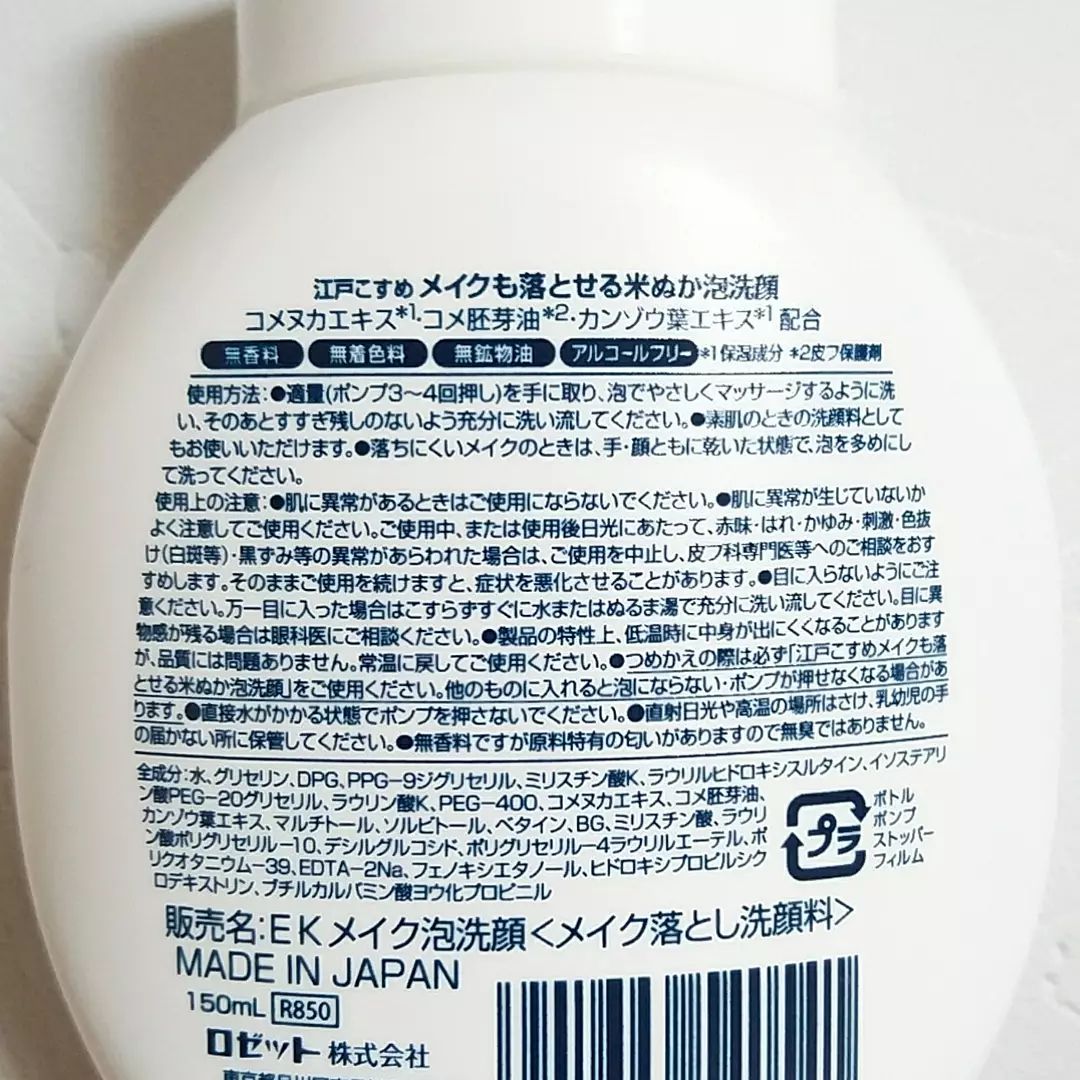 江戸こすめ メイクも落とせる米ぬか泡洗顔
コメヌカエキス*1・コメ胚芽油*2・カンゾウ葉エキス*1 配合
無香料 無着色料 無鉱物油 アルコールフリー *1保湿成分 *2皮フ保護剤
使用方法：●適量(ポンプ3〜4回押し)を手に取り、泡でやさしくマッサージするように洗
い、そのあとすすぎ残しのないよう充分に洗い流してください。●素肌のときの洗顔料として
もお使いいただけます。●落ちにくいメイクのときは、手・顔ともに乾いた状態で、泡を多めにし
て洗ってください。
使用上の注意：●肌に異常があるときはご使用にならないでください。●肌に異常が生じていないか
よく注意してご使用ください。ご使用中、または使用後日光にあたって、赤味・はれ・かゆみ・刺激・色抜
け(白斑等)・黒ずみ等の異常があらわれた場合は、ご使用を中止し、皮フ科専門医等へのご相談をおす
すめします。そのままご使用を続けますと、症状を悪化させることがあります。●目に入らないようにご注
意ください。万一目に入った場合はこすらずすぐに水またはぬるま湯で充分に洗い流してください。目に異
物感が残る場合は眼科医にご相談ください。●製品の特性上、低温時に中身が出にくくなることがあります
が、品質には問題ありません。常温に戻してご使用ください。●つめかえの際は必ず「江戸こすめメイクも落
とせる米ぬか泡洗顔」をご使用ください。他のものに入れると泡にならない・ポンプが押せなくなる場合があ
ります。●直接水がかかる状態でポンプを押さないでください。●直射日光や高温の場所はさけ、乳幼児の手
の届かない所に保管してください。●無香料ですが原料特有の匂いがありますので無臭ではありません。
全成分：水、グリセリン、DPG、PPG-9ジグリセリル、ミリスチン酸K、ラウリルヒドロキシスルタイン、イソステアリ
ン酸PEG-20グリセリル、ラウリン酸K、PEG-400、コメヌカエキス、コメ胚芽油、
カンゾウ葉エキス、マルチトール、ソルビトール、ベタイン、BG、ミリスチン酸、ラウリ
ン酸ポリグリセリル-10、デシルグルコシド、ポリグリセリル-4ラウリルエーテル、ポ
リクオタニウム-39、EDTA-2Na、フェノキシエタノール、ヒドロキシプロピルシク
ロデキストリン、ブチルカルバミン酸ヨウ化プロピニル
プラ
ボトル
ポンプ
ストッパー
フィルム
販売名：EKメイク泡洗顔＜メイク落とし洗顔料＞
MADE IN JAPAN
150mL R850
ロゼット株式会社